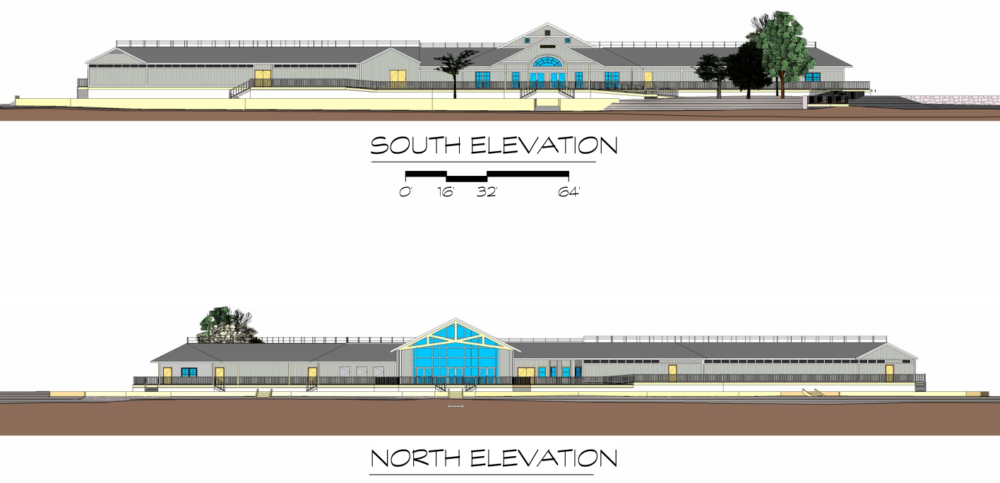 SOUTH ELEVATION
0' 16' 32' 64'
NORTH ELEVATION